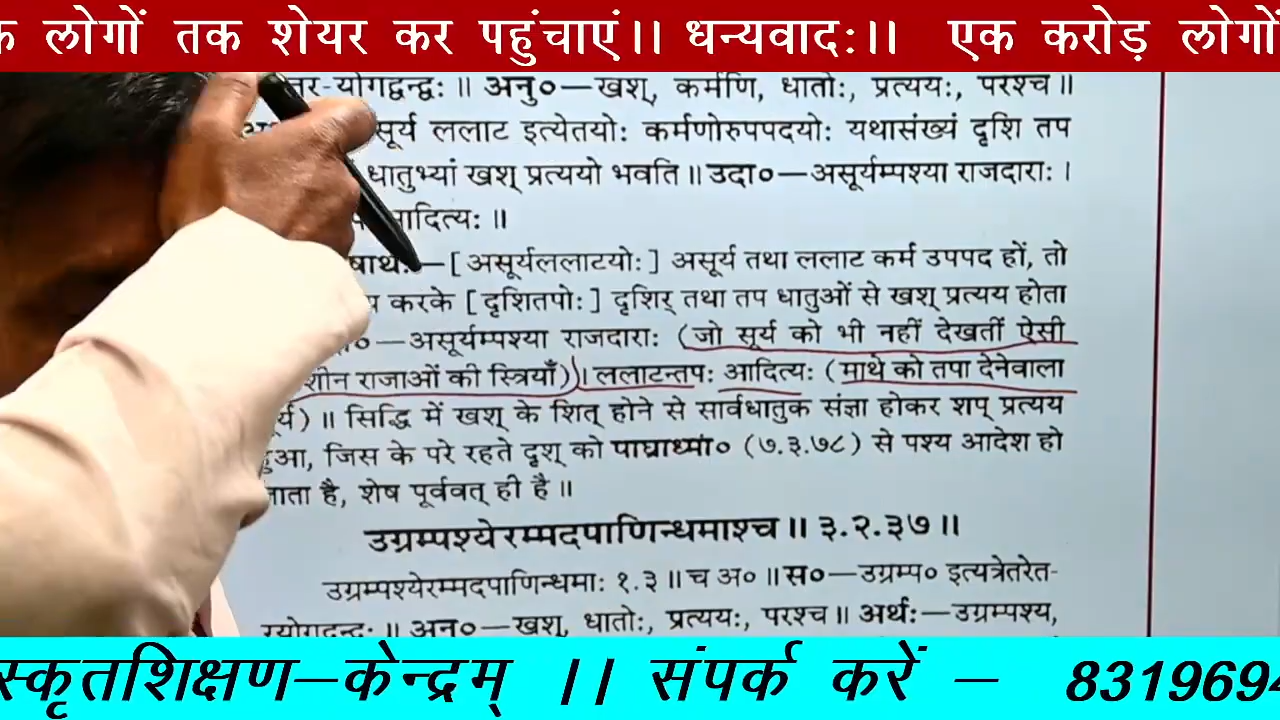 लोगों तक शेयर कर पहुंचाएं।। धन्यवादः।। एक करोड़ लोगों
योगद्वन्द्वः ॥ अनु०—खश्, कर्मणि, धातोः, प्रत्ययः, परश्च ॥
सूर्य ललाट इत्येतयोः कर्मणोरुपपदयोः यथासंख्यं दृशि तप
धातुभ्यां खश् प्रत्ययो भवति ॥ उदा०—असूर्यम्पश्या राजदाराः ।
आदित्यः ॥
—[ असूर्यललाटयोः ] असूर्य तथा ललाट कर्म उपपद हों, तो
करके [ दृशितपोः ] दृशिर् तथा तप धातुओं से खश् प्रत्यय होता
—असूर्यम्पश्या राजदाराः (जो सूर्य को भी नहीं देखतीं ऐसी
राजाओं की स्त्रियाँ) । ललाटन्तपः आदित्यः (माथे को तपा देनेवाला
॥ सिद्धि में खश् के शित् होने से सार्वधातुक संज्ञा होकर शप् प्रत्यय
हुआ, जिस के परे रहते दृश् को पाघ्राध्मा० (७.३.७८) से पश्य आदेश हो
जाता है, शेष पूर्ववत् ही है ॥
उग्रम्पश्येरम्मदपाणिन्धमाश्च ॥ ३.२.३७ ॥
उग्रम्पश्येरम्मदपाणिन्धमाः १.३ ॥ च अ० ॥ स०—उग्रम्प० इत्यत्रेतरेत-
रयोगद्वन्द्वः ॥ अनु०—खश्, धातोः, प्रत्ययः, परश्च ॥ अर्थः—उग्रम्पश्य,
स्कृतशिक्षण–केन्द्रम् ।। संपर्क करें – 831969